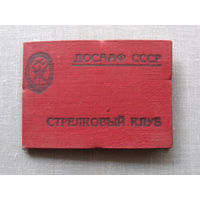 ДОСААФ СССР
СТРЕЛКОВЫЙ КЛУБ